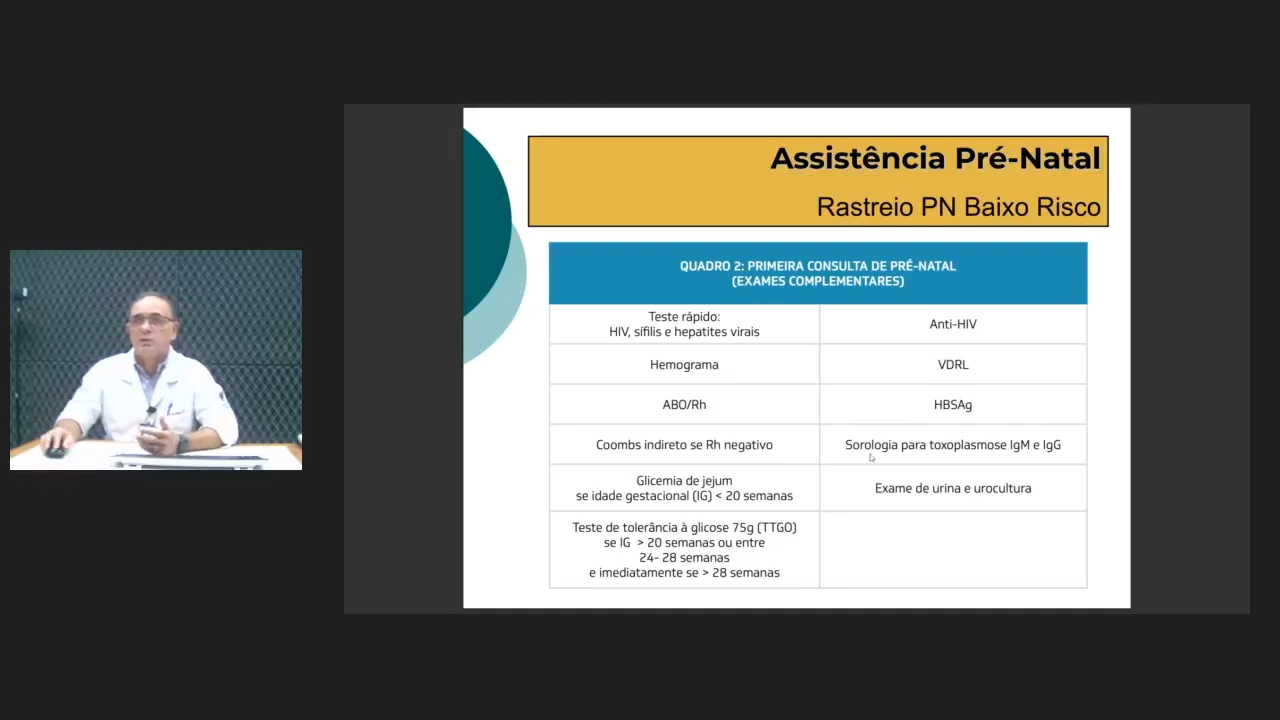 Assistência Pré-Natal
Rastreio PN Baixo Risco
QUADRO 2: PRIMEIRA CONSULTA DE PRÉ-NATAL
(EXAMES COMPLEMENTARES)
Teste rápido:
HIV, sífilis e hepatites virais
Anti-HIV
Hemograma
VDRL
ABO/Rh
HBSAg
Coombs indireto se Rh negativo
Sorologia para toxoplasmose IgM e IgG
Glicemia de jejum
se idade gestacional (IG) < 20 semanas
Exame de urina e urocultura
Teste de tolerância à glicose 75g (TTGO)
se IG > 20 semanas ou entre
24- 28 semanas
e imediatamente se > 28 semanas